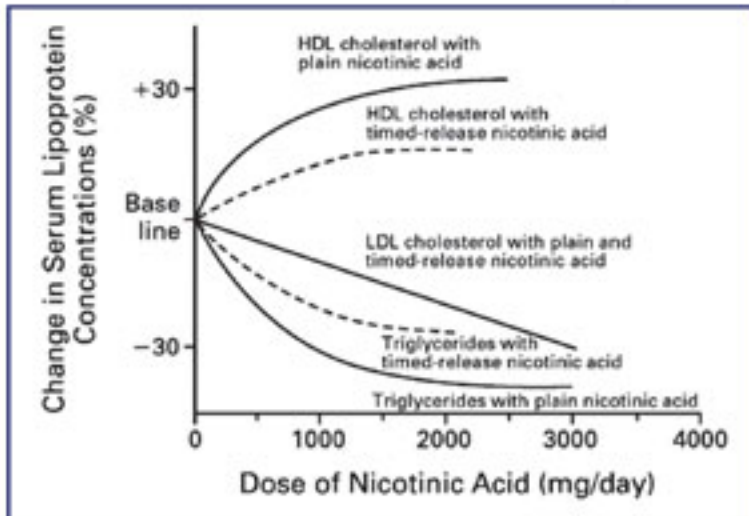 HDL cholesterol with
plain nicotinic acid
+30
HDL cholesterol with
timed-release nicotinic acid
Change in Serum Lipoprotein
Concentrations (%)
Base
line
LDL cholesterol with plain and
timed-release nicotinic acid
−30
Triglycerides with
timed-release nicotinic acid
Triglycerides with plain nicotinic acid
0
1000
2000
3000
4000
Dose of Nicotinic Acid (mg/day)